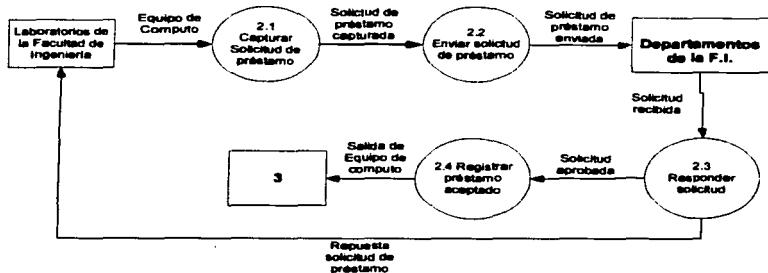 Laboratorios de
la Facultad de
Ingeniería
Equipo de
Computo
2.1
Capturar
Solicitud de
préstamo
Solicitud de
préstamo
capturada
2.2
Enviar solicitud
de préstamo
Solicitud de
préstamo
enviada
Departamentos
de la F.I.
Solicitud
recibida
2.3
Responder
solicitud
Solicitud
aprobada
2.4 Registrar
préstamo
aceptado
Salida de
Equipo de
computo
3
Repuesta
solicitud de
préstamo